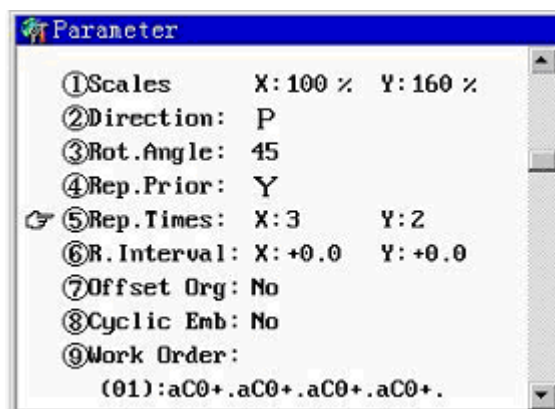 Parameter
①Scales X:100 % Y:160 %
②Direction: P
③Rot.Angle: 45
④Rep.Prior: Y
⑤Rep.Times: X:3 Y:2
⑥R.Interval: X:+0.0 Y:+0.0
⑦Offset Org: No
⑧Cyclic Emb: No
⑨Work Order:
(01):aC0+.aC0+.aC0+.aC0+.